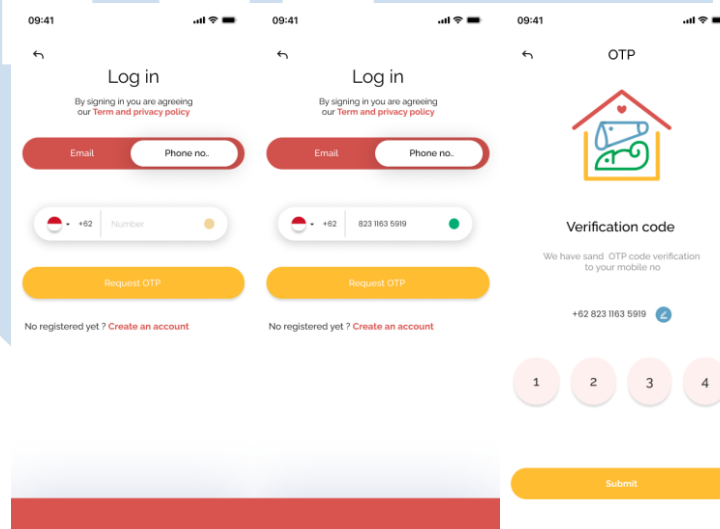 09:41
Log in
By signing in you are agreeing
our Term and privacy policy
Email
Phone no..
+62
Number
Request OTP
No registered yet ? Create an account
09:41
Log in
By signing in you are agreeing
our Term and privacy policy
Email
Phone no..
+62
823 1163 5919
Request OTP
No registered yet ? Create an account
09:41
OTP
Verification code
We have sand OTP code verification
to your mobile no
+62 823 1163 5919
1
2
3
4
Submit